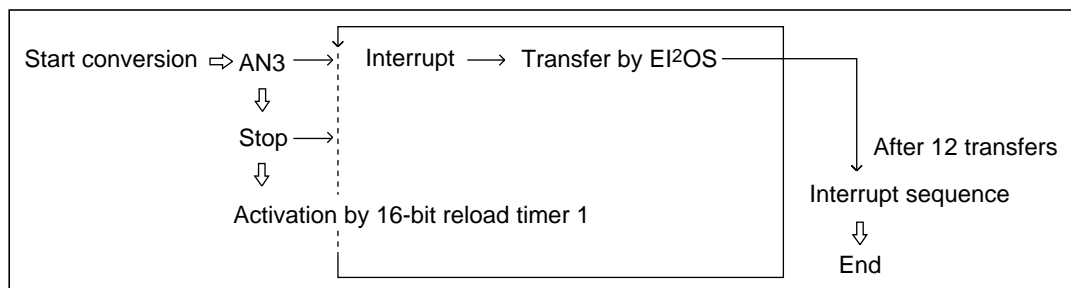 Start conversion ⇨ AN3 → Interrupt → Transfer by EI²OS
Stop
After 12 transfers
Activation by 16-bit reload timer 1
Interrupt sequence
End